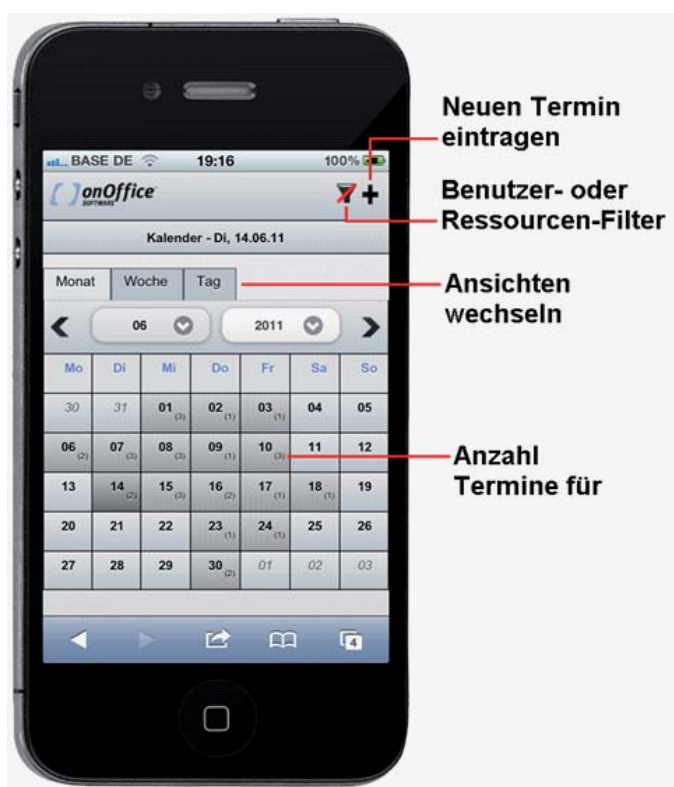 BASE DE 19:16 100%
onOffice
SOFTWARE
Kalender - Di, 14.06.11
Monat Woche Tag
06 2011
Mo Di Mi Do Fr Sa So
30 31 01 (3) 02 (1) 03 (1) 04 05
06 (2) 07 (3) 08 (3) 09 (1) 10 (3) 11 12
13 14 (2) 15 (3) 16 (2) 17 (1) 18 (1) 19
20 21 22 23 (1) 24 (1) 25 26
27 28 29 30 (2) 01 02 03
4
Neuen Termin
eintragen
Benutzer- oder
Ressourcen-Filter
Ansichten
wechseln
Anzahl
Termine für